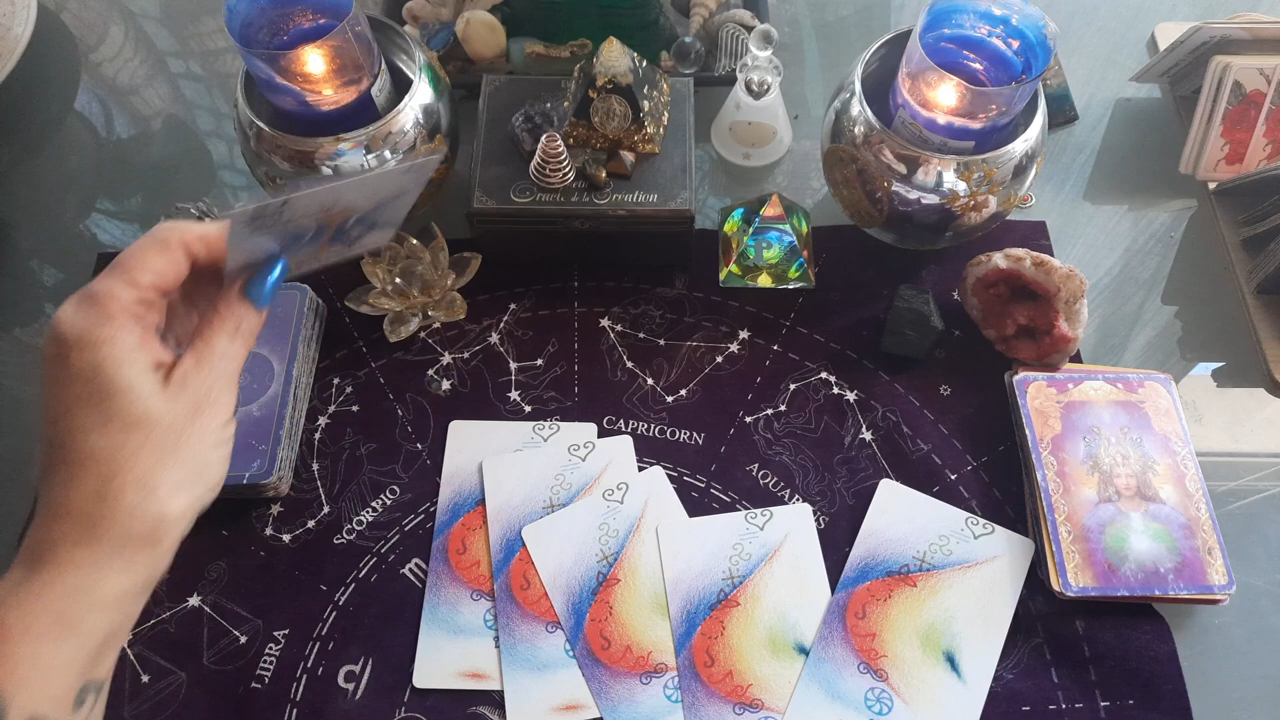 Oracle de la Création
CAPRICORN
AQUARIUS
SCORPIO
LIBRA